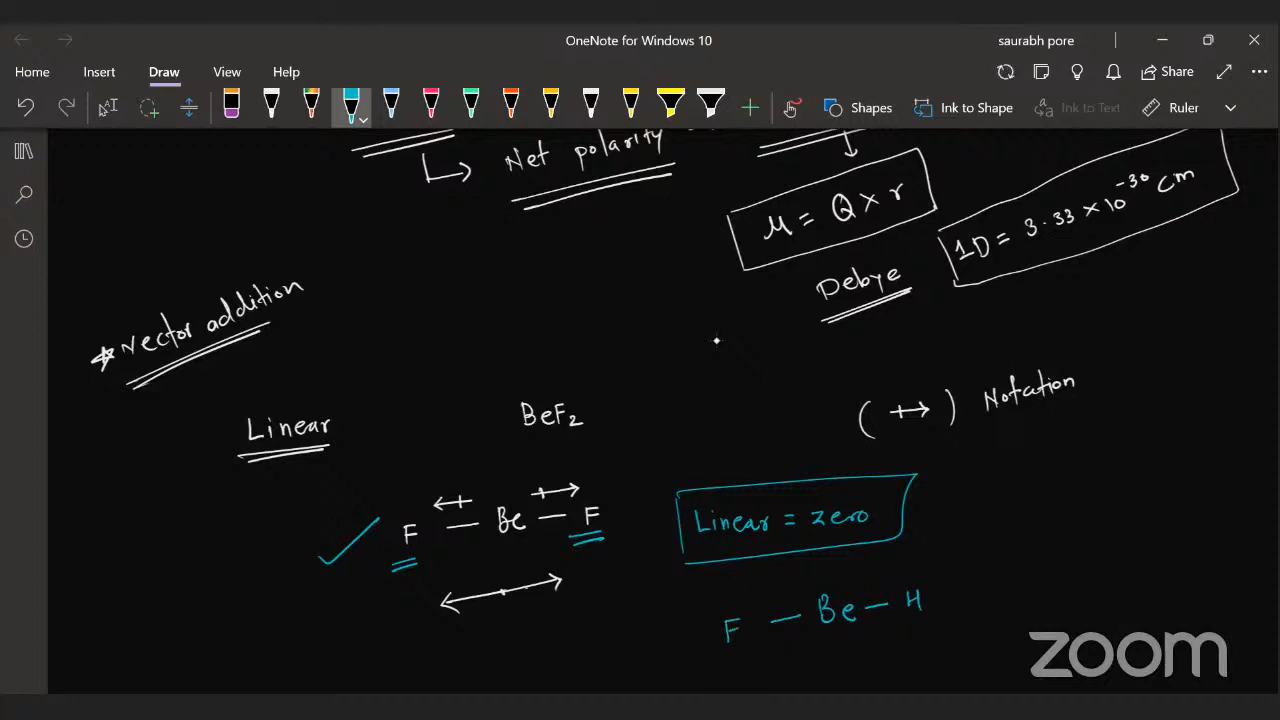 OneNote for Windows 10
saurabh pore
Home Insert Draw View Help
Share
Shapes
Ink to Shape
Ink to Text
Ruler
Net polarity
μ = Q × r
1D = 3.33 × 10^-30 cm
Debye
* Vector addition
Linear
BeF2
( +→ ) Notation
F — Be — F
Linear = zero
F — Be — H
zoom